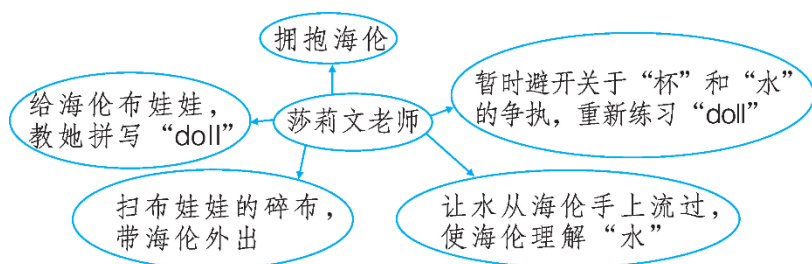 拥抱海伦
给海伦布娃娃，
教她拼写“doll”
莎莉文老师
暂时避开关于“杯”和“水”
的争执，重新练习“doll”
扫布娃娃的碎布，
带海伦外出
让水从海伦手上流过，
使海伦理解“水”